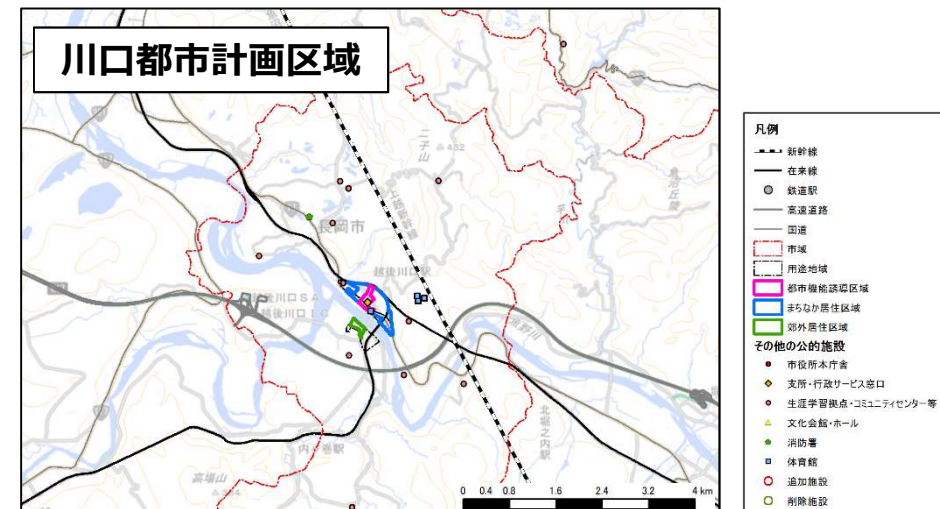 川口都市計画区域
二子山
432
長岡市
越後川口駅
越後川口SA
越後川口IC
北堀之内駅
内ケ巻駅
高場山
0 0.4 0.8 1.6 2.4 3.2 4 km
凡例
新幹線
在来線
鉄道駅
高速道路
国道
市域
用途地域
都市機能誘導区域
まちなか居住区域
郊外居住区域
その他の公的施設
市役所本庁舎
支所・行政サービス窓口
生涯学習拠点・コミュニティセンター等
文化会館・ホール
消防署
体育館
追加施設
削除施設